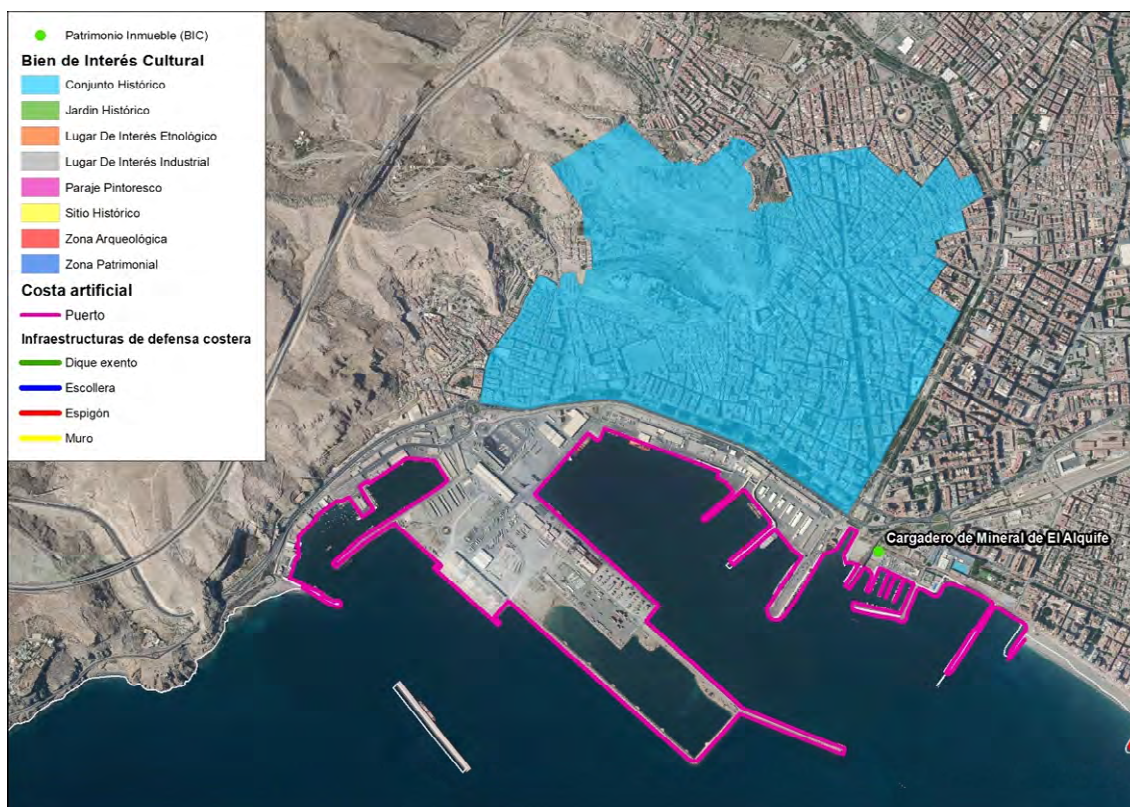 Patrimonio Inmueble (BIC)
Bien de Interés Cultural
Conjunto Histórico
Jardin Histórico
Lugar De Interés Etnológico
Lugar De Interés Industrial
Paraje Pintoresco
Sitio Histórico
Zona Arqueológica
Zona Patrimonial
Costa artificial
Puerto
Infraestructuras de defensa costera
Dique exento
Escollera
Espigón
Muro
Cargadero de Mineral de El Alquife